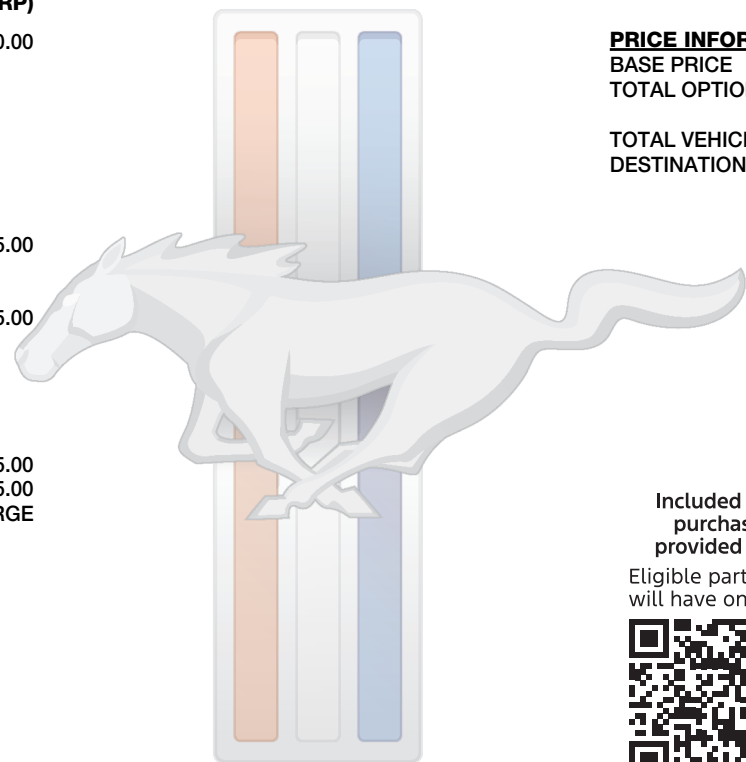 RP)
0.00
5.00
5.00
5.00
5.00
RGE
PRICE INFOR
BASE PRICE
TOTAL OPTIO
TOTAL VEHICL
DESTINATION
Included
purchas
provided
Eligible part
will have on